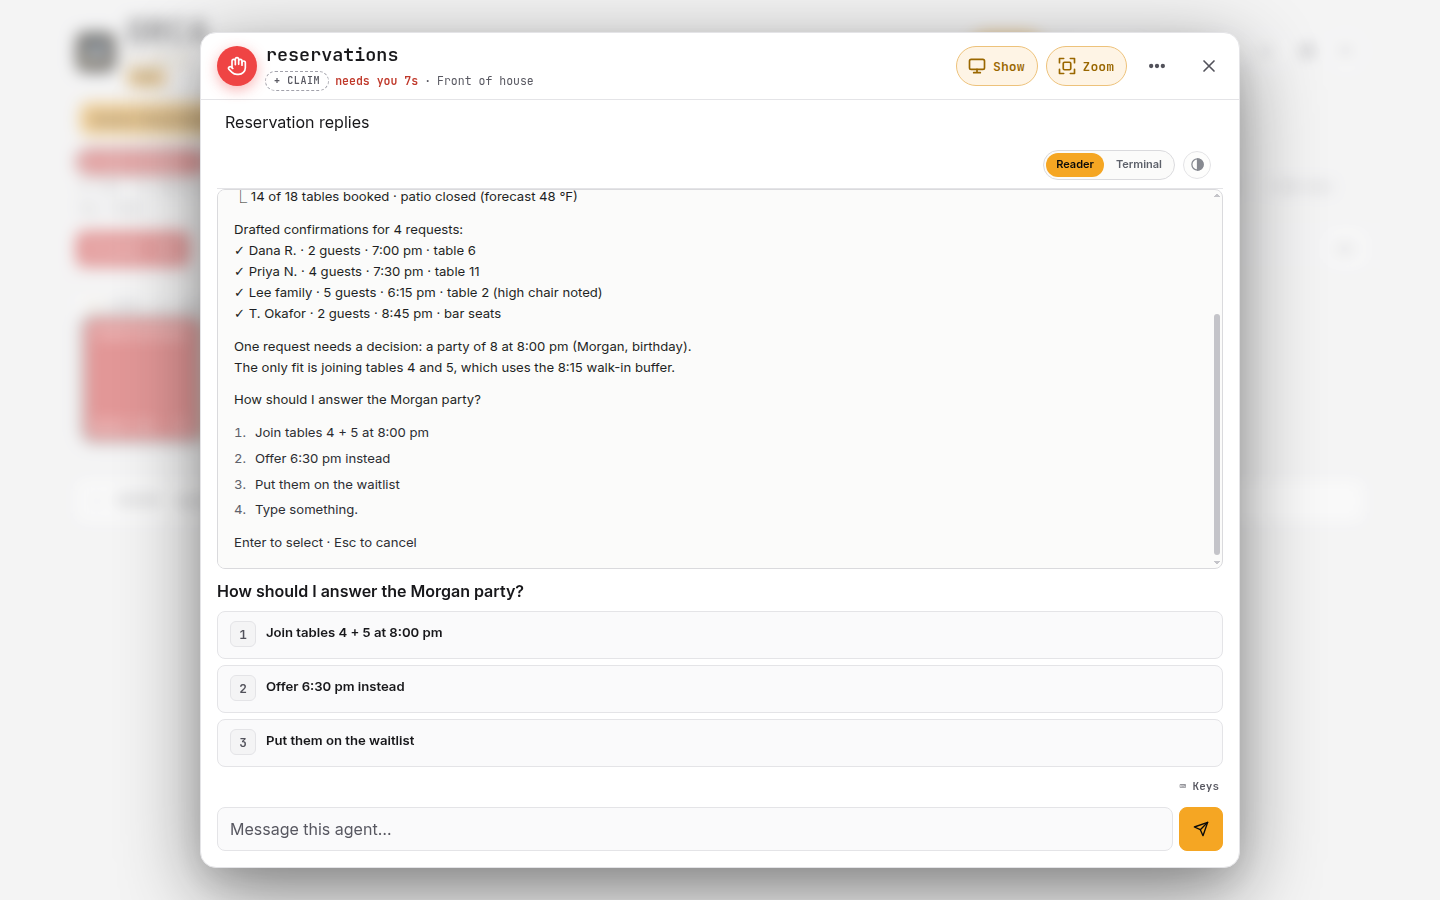 reservations
+ CLAIM needs you 7s · Front of house
Show
Zoom
Reservation replies
Reader
Terminal
⎿ 14 of 18 tables booked · patio closed (forecast 48 °F)
Drafted confirmations for 4 requests:
✓ Dana R. · 2 guests · 7:00 pm · table 6
✓ Priya N. · 4 guests · 7:30 pm · table 11
✓ Lee family · 5 guests · 6:15 pm · table 2 (high chair noted)
✓ T. Okafor · 2 guests · 8:45 pm · bar seats
One request needs a decision: a party of 8 at 8:00 pm (Morgan, birthday).
The only fit is joining tables 4 and 5, which uses the 8:15 walk-in buffer.
How should I answer the Morgan party?
1. Join tables 4 + 5 at 8:00 pm
2. Offer 6:30 pm instead
3. Put them on the waitlist
4. Type something.
Enter to select · Esc to cancel
How should I answer the Morgan party?
1 Join tables 4 + 5 at 8:00 pm
2 Offer 6:30 pm instead
3 Put them on the waitlist
Keys
Message this agent...